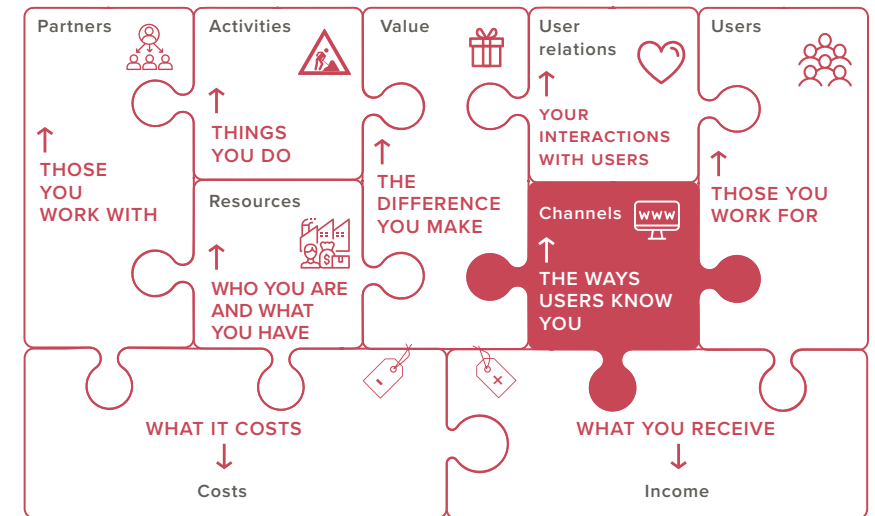 Partners
THOSE
YOU
WORK WITH
Activities
THINGS
YOU DO
Resources
WHO YOU ARE
AND WHAT
YOU HAVE
Value
THE
DIFFERENCE
YOU MAKE
User
relations
YOUR
INTERACTIONS
WITH USERS
Channels
www
THE WAYS
USERS KNOW
YOU
Users
THOSE YOU
WORK FOR
-
WHAT IT COSTS
Costs
+
WHAT YOU RECEIVE
Income